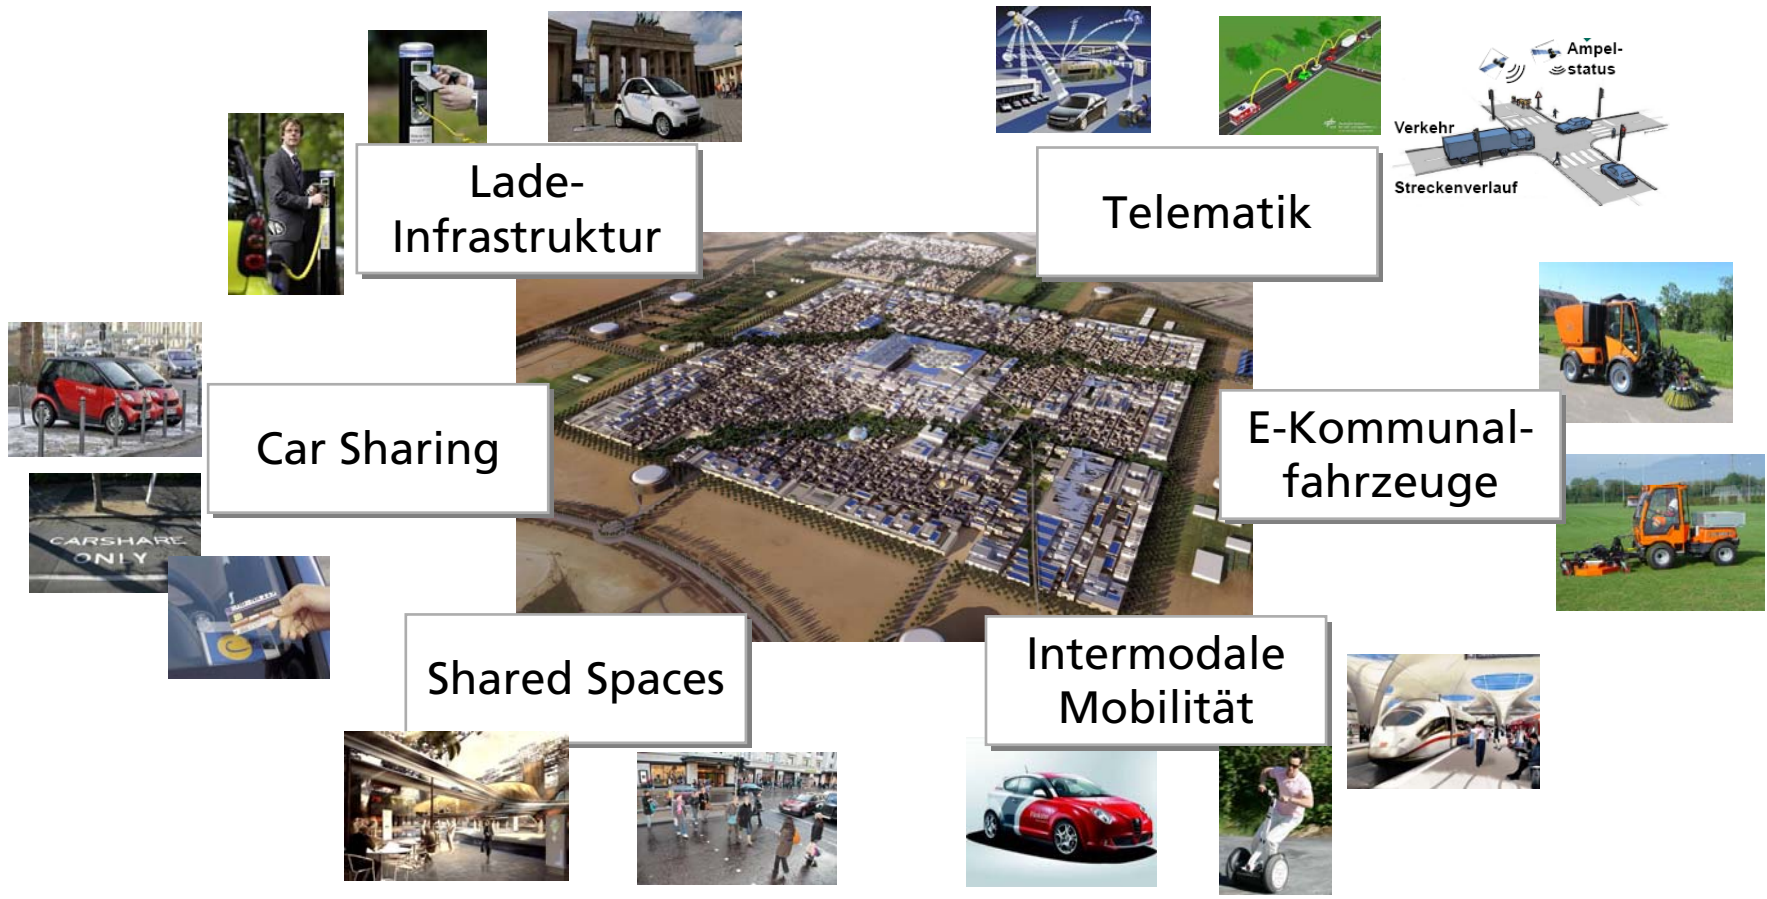 Ampel-
status
Verkehr
Streckenverlauf
Lade-
Infrastruktur
Telematik
Car Sharing
E-Kommunal-
fahrzeuge
CARSHARE
ONLY
Shared Spaces
Intermodale
Mobilität